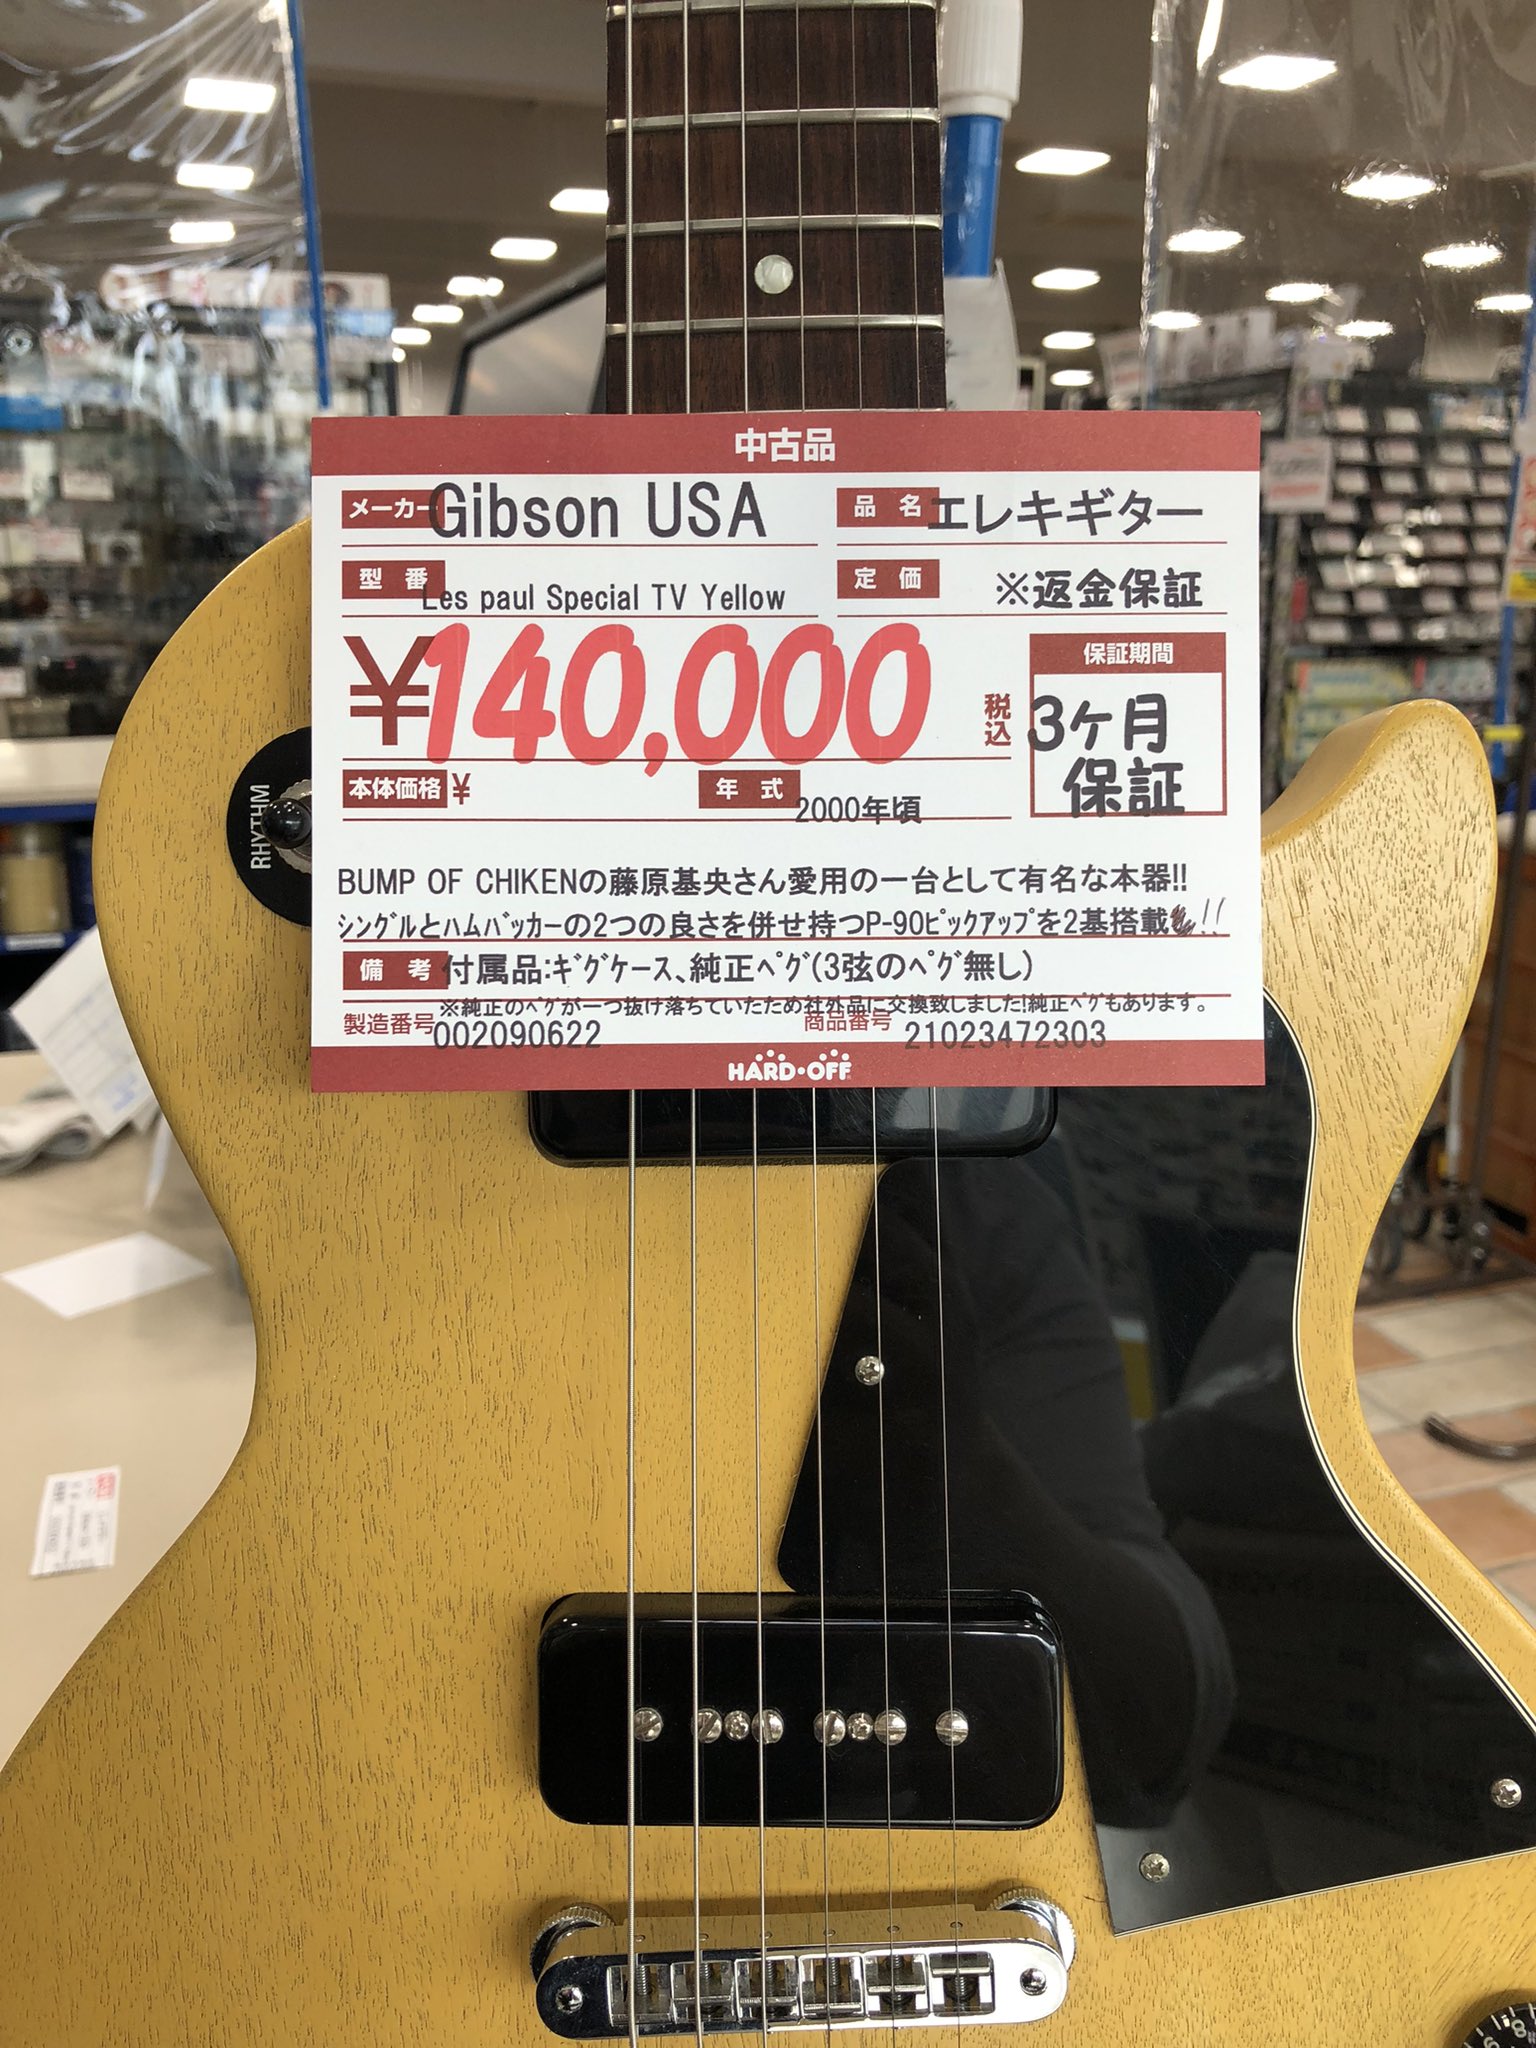 中古品
メーカー Gibson USA 品名 エレキギター
型番 Les paul Special TV Yellow 定価 ※返金保証
¥140,000 税込
保証期間
3ヶ月
保証
本体価格 ¥ 年式 2000年頃
BUMP OF CHIKENの藤原基央さん愛用の一台として有名な本器!!
ｼﾝｸﾞﾙとﾊﾑﾊﾞｯｶｰの2つの良さを併せ持つP-90ﾋﾟｯｸｱｯﾌﾟを2基搭載!!
備考 付属品:ｷﾞｸﾞｹｰｽ、純正ﾍﾟｸﾞ(3弦のﾍﾟｸﾞ無し)
※純正のﾍﾟｸﾞが一つ抜け落ちていたため社外品に交換致しました!純正ﾍﾟｸﾞもあります。
製造番号 002090622 商品番号 21023472303
HARD・OFF
RHYTHM